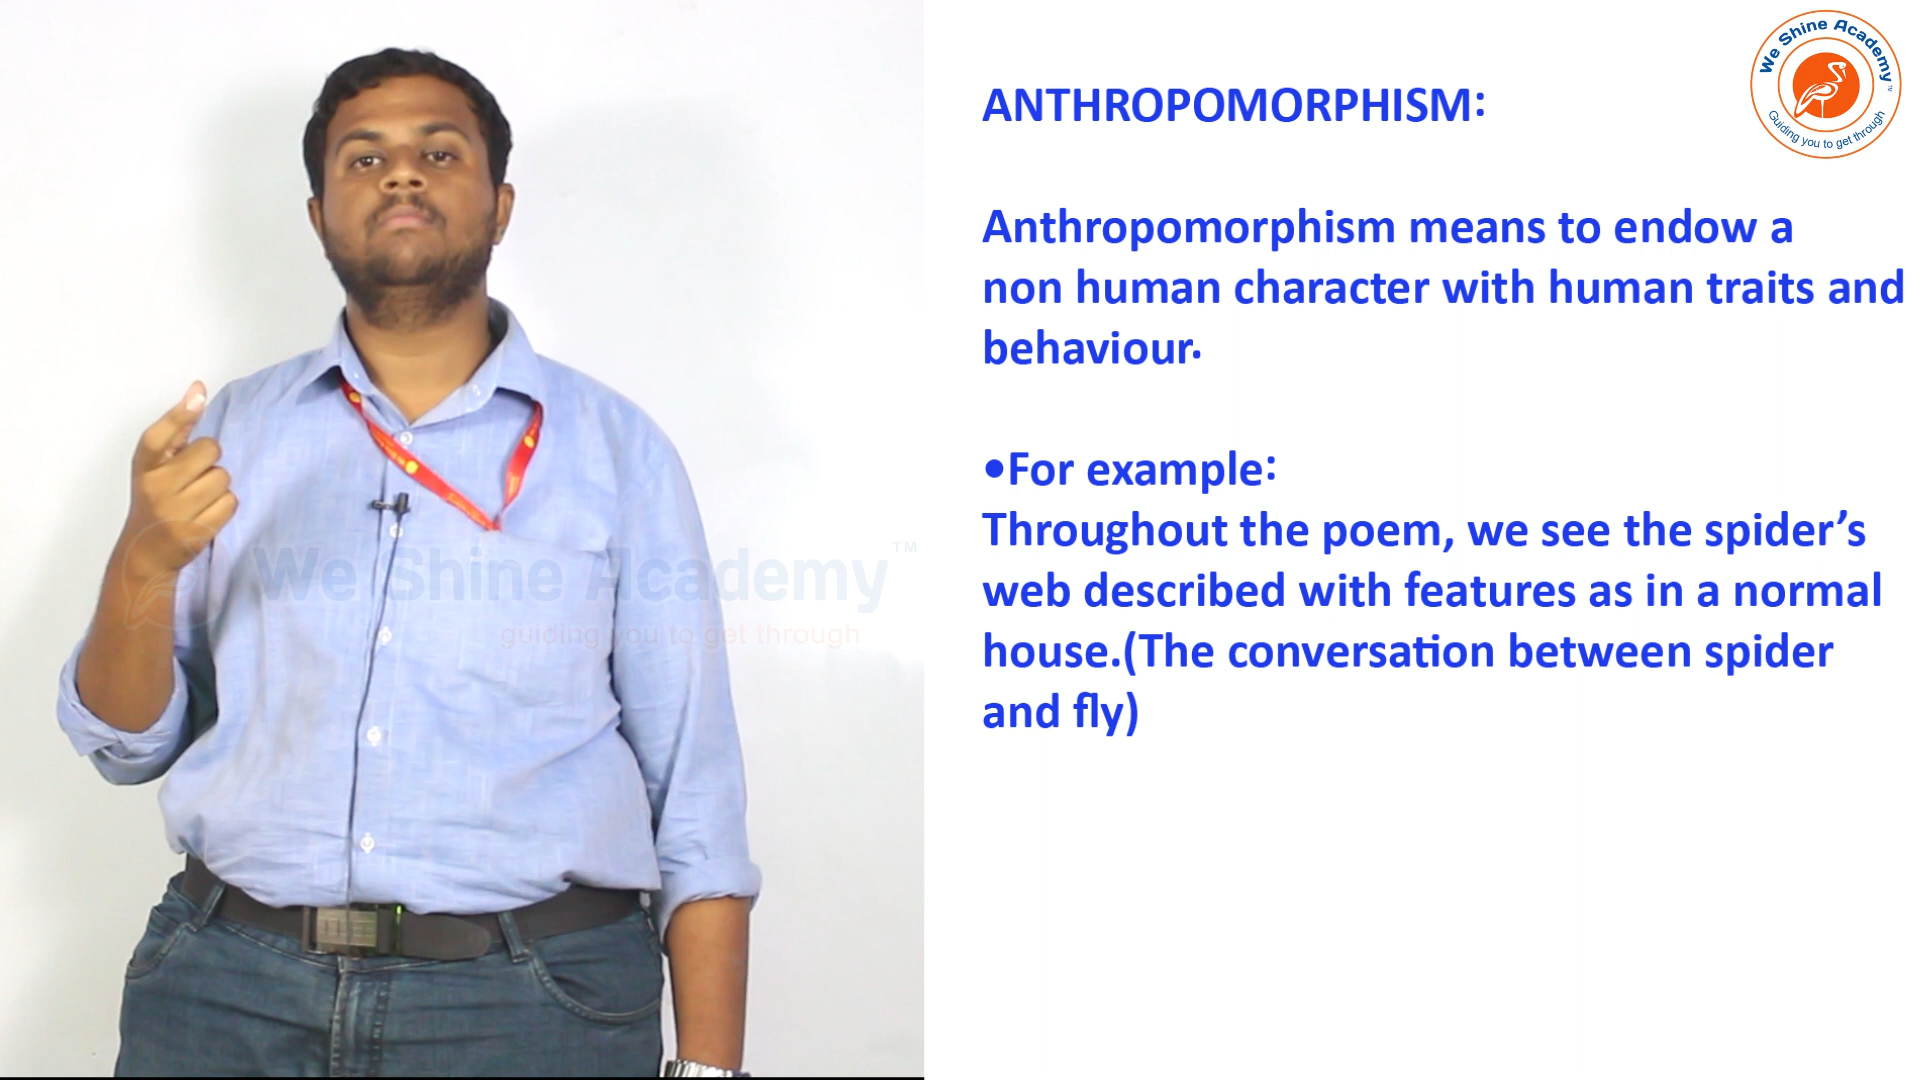 We Shine Academy
TM
Guiding you to get through
ANTHROPOMORPHISM:
Anthropomorphism means to endow a
non human character with human traits and
behaviour.
•For example:
Throughout the poem, we see the spider’s
web described with features as in a normal
house.(The conversation between spider
and fly)
We Shine Academy TM
guiding you to get through